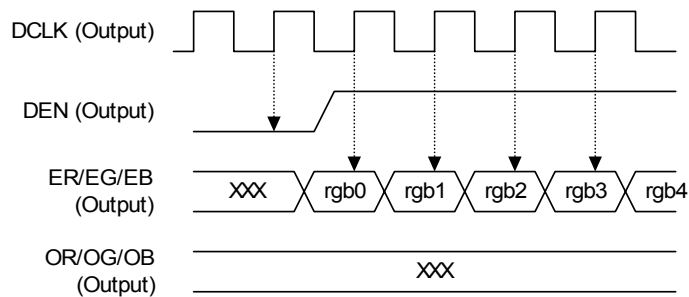 DCLK (Output)
DEN (Output)
ER/EG/EB
(Output)
XXX rgb0 rgb1 rgb2 rgb3 rgb4
OR/OG/OB
(Output)
XXX